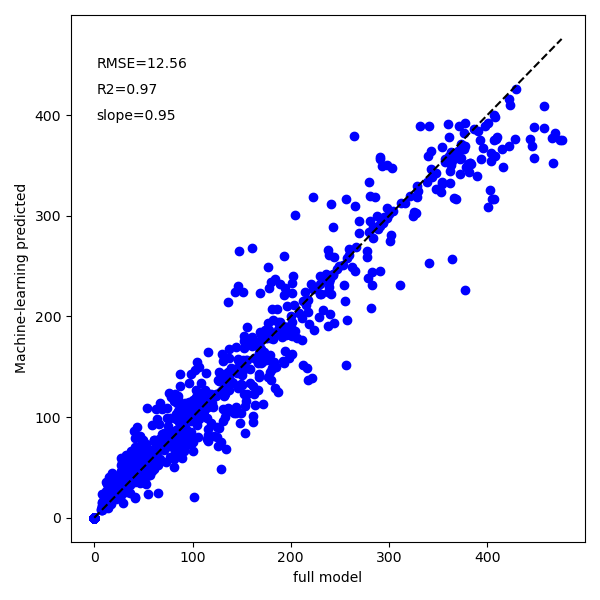 RMSE=12.56
R2=0.97
slope=0.95
Machine-learning predicted
400
300
200
100
0
0 100 200 300 400
full model